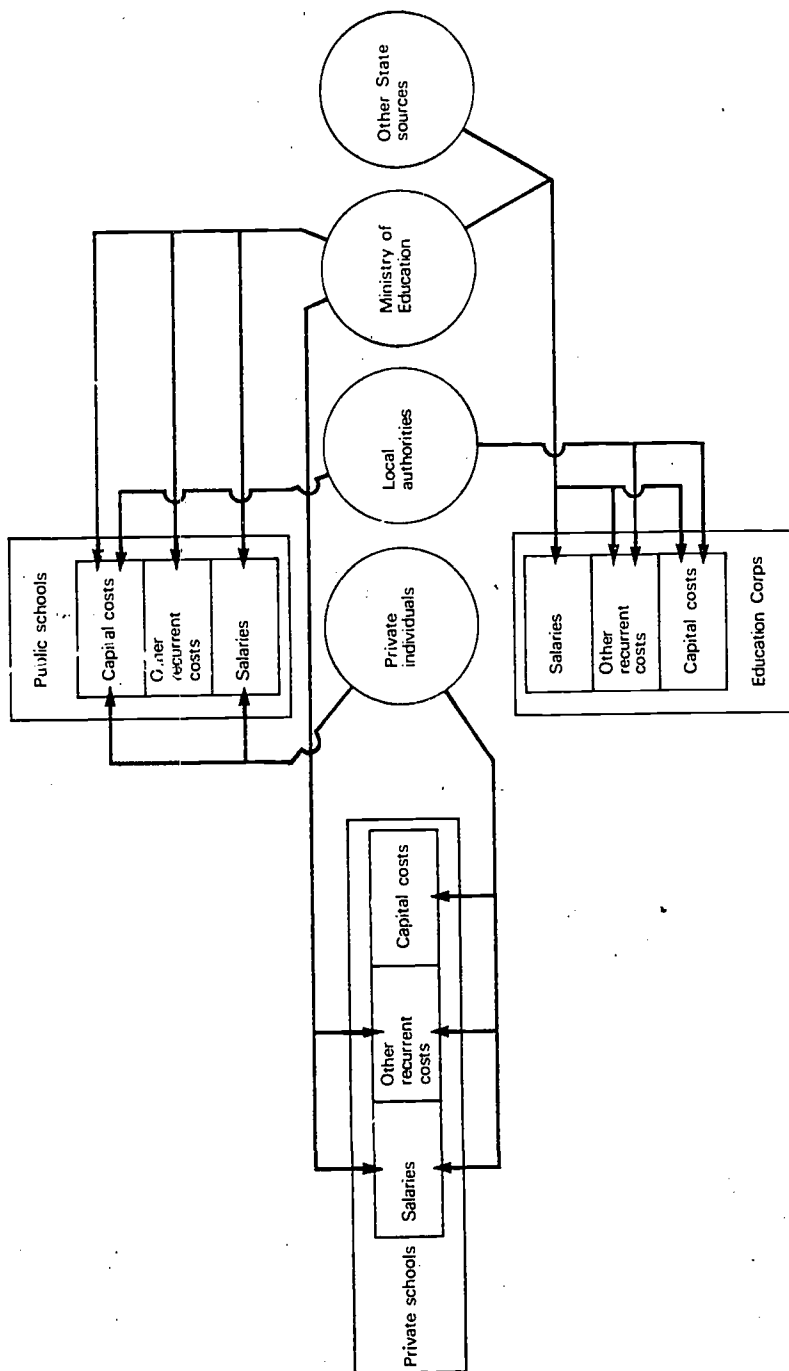 Public schools
Capital costs
Other
recurrent
costs
Salaries
Private schools
Salaries
Other
recurrent
costs
Capital costs
Private
individuals
Local
authorities
Ministry of
Education
Other State
sources
Salaries
Other
recurrent
costs
Capital costs
Education Corps